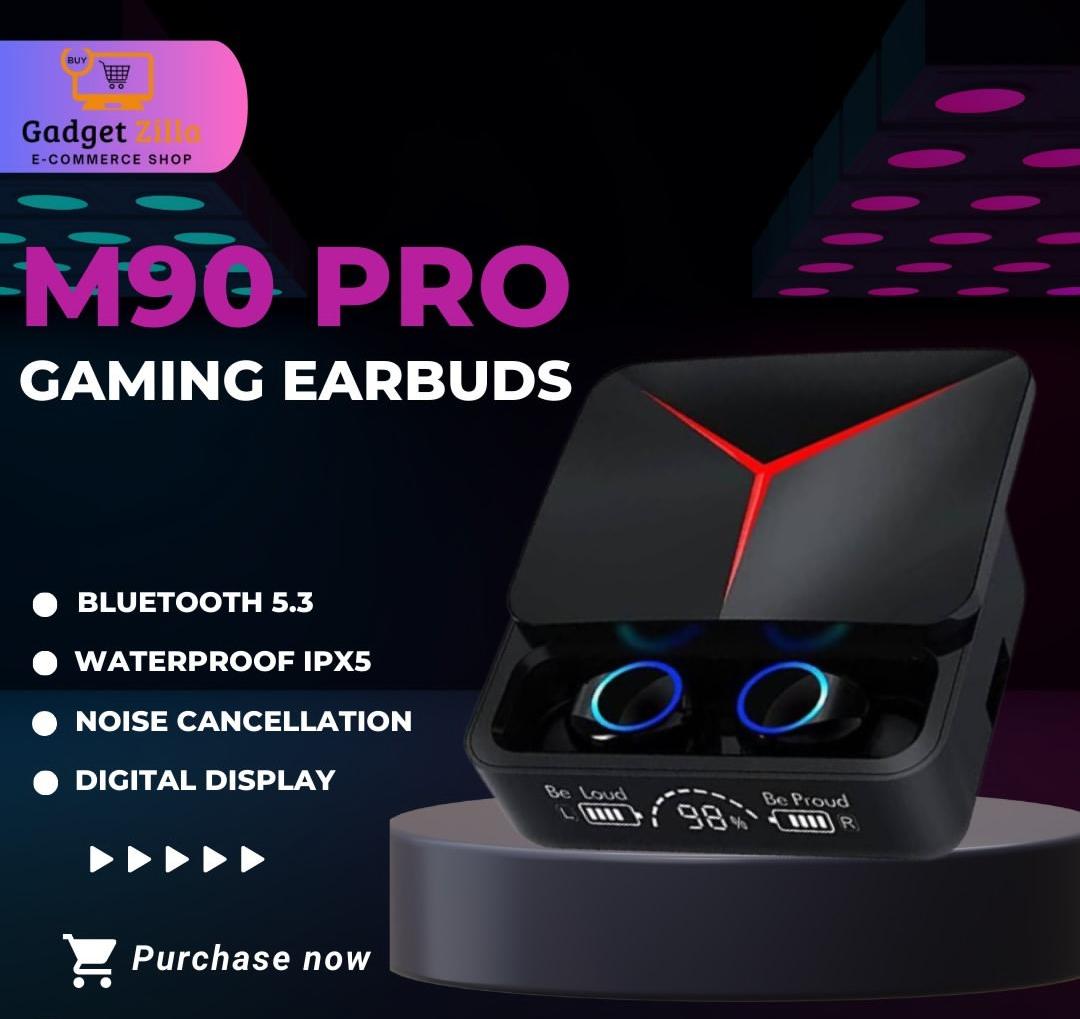 BUY
Gadget Zilla
E-COMMERCE SHOP
M90 PRO
GAMING EARBUDS
BLUETOOTH 5.3
WATERPROOF IPX5
NOISE CANCELLATION
DIGITAL DISPLAY
Be Loud
Be Proud
L
98%
R
Purchase now